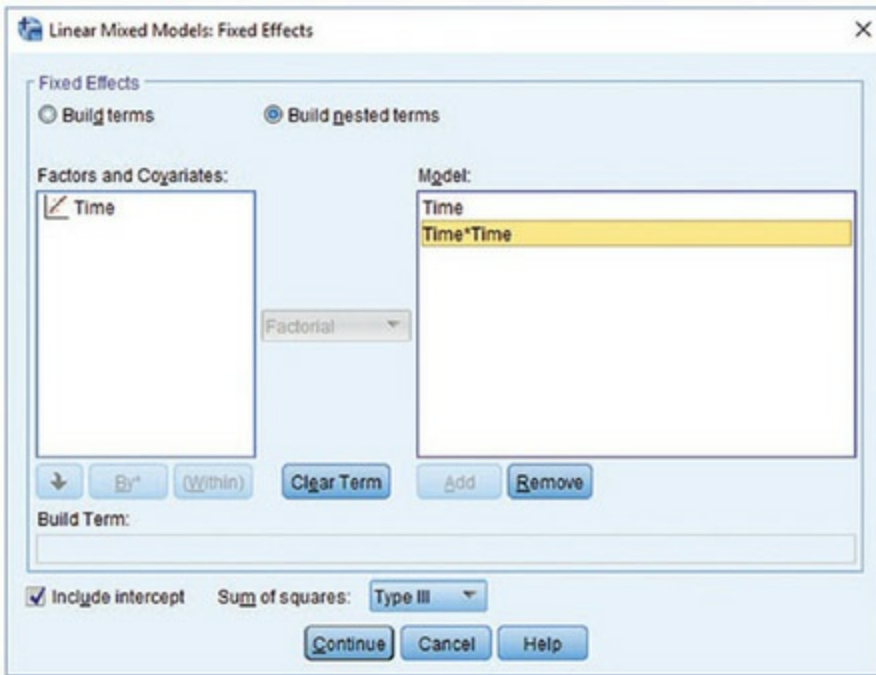 Linear Mixed Models: Fixed Effects
Fixed Effects
Build terms
Build nested terms
Factors and Covariates:
Model:
Time
Time
Time*Time
Factorial
By*
(Within)
Clear Term
Add
Remove
Build Term:
Include intercept
Sum of squares:
Type III
Continue
Cancel
Help